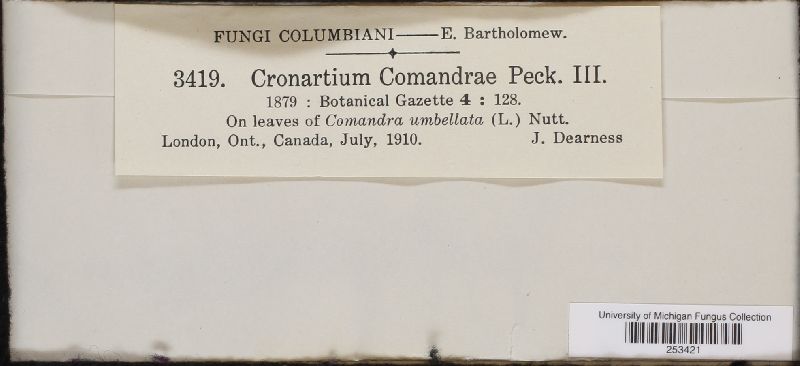 FUNGI COLUMBIANI——E. Bartholomew.
3419. Cronartium Comandrae Peck. III.
1879 : Botanical Gazette 4 : 128.
On leaves of Comandra umbellata (L.) Nutt.
London, Ont., Canada, July, 1910. J. Dearness
University of Michigan Fungus Collection
253421